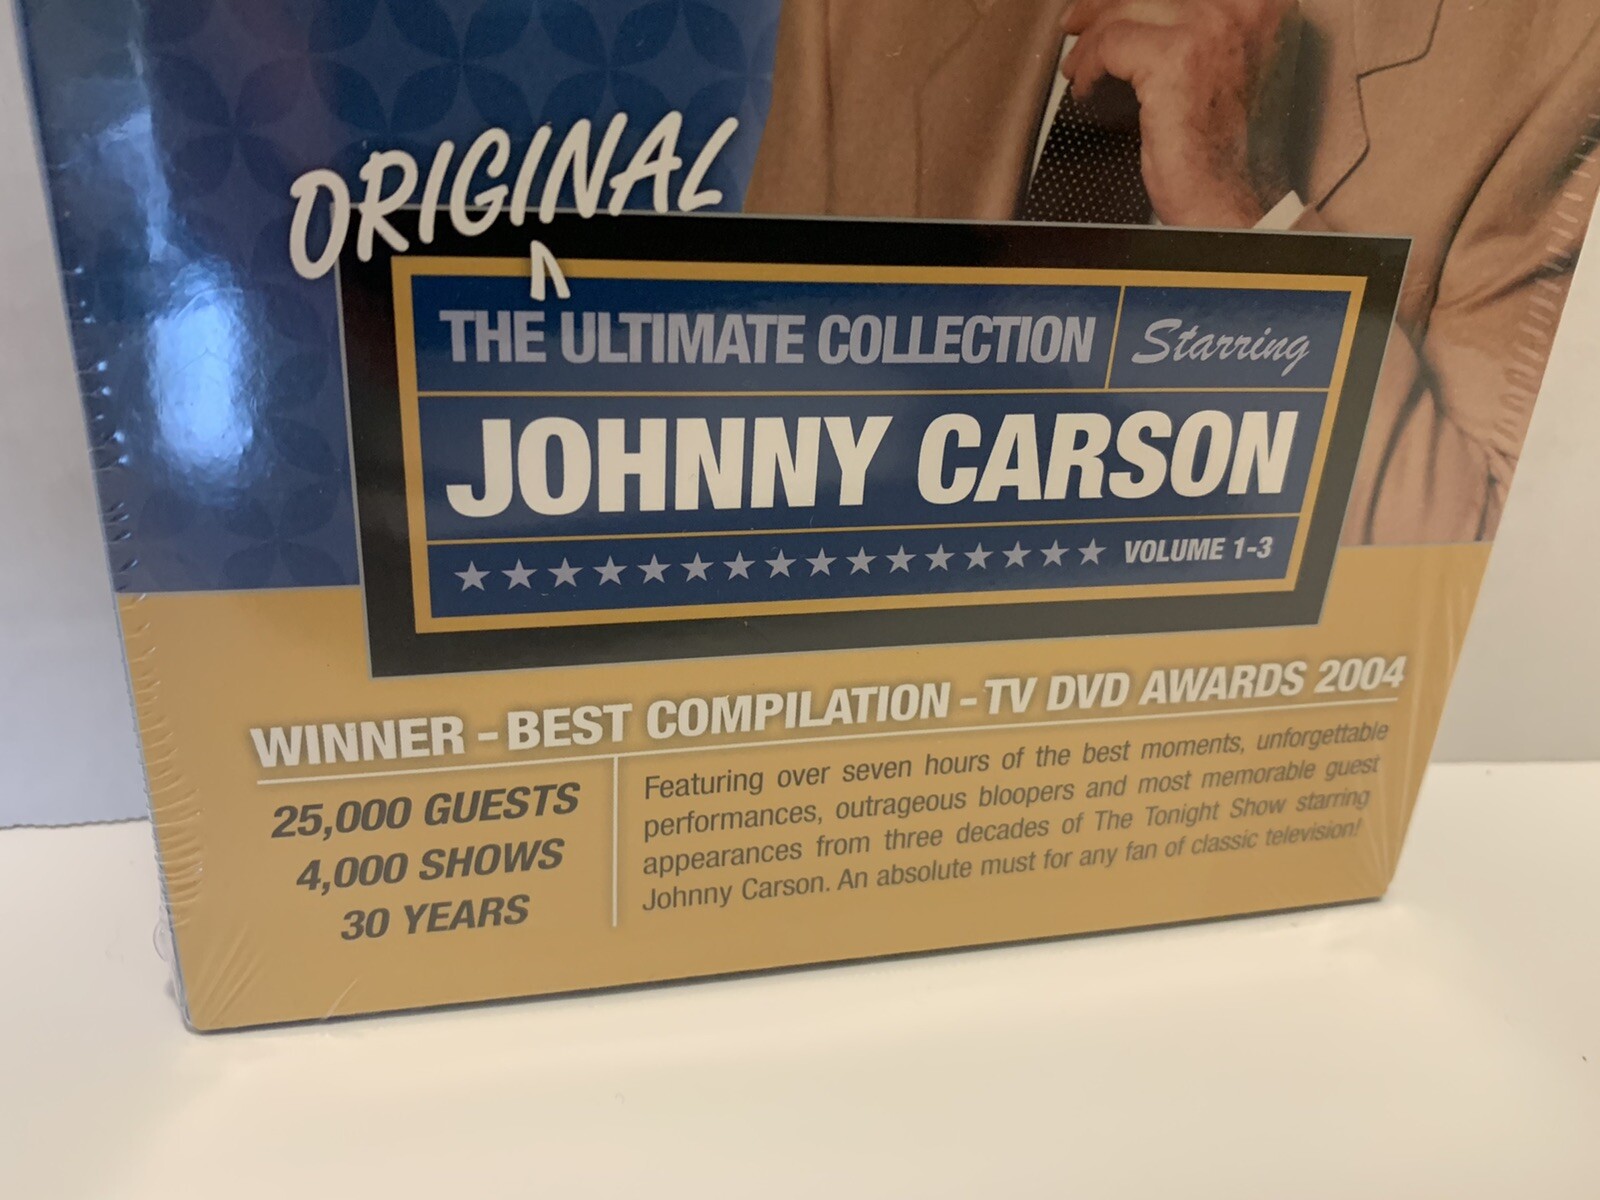 ORIGINAL
THE ULTIMATE COLLECTION Starring
JOHNNY CARSON
VOLUME 1-3
WINNER - BEST COMPILATION - TV DVD AWARDS 2004
25,000 GUESTS
4,000 SHOWS
30 YEARS
Featuring over seven hours of the best moments, unforgettable
performances, outrageous bloopers and most memorable guest
appearances from three decades of The Tonight Show starring
Johnny Carson. An absolute must for any fan of classic television!